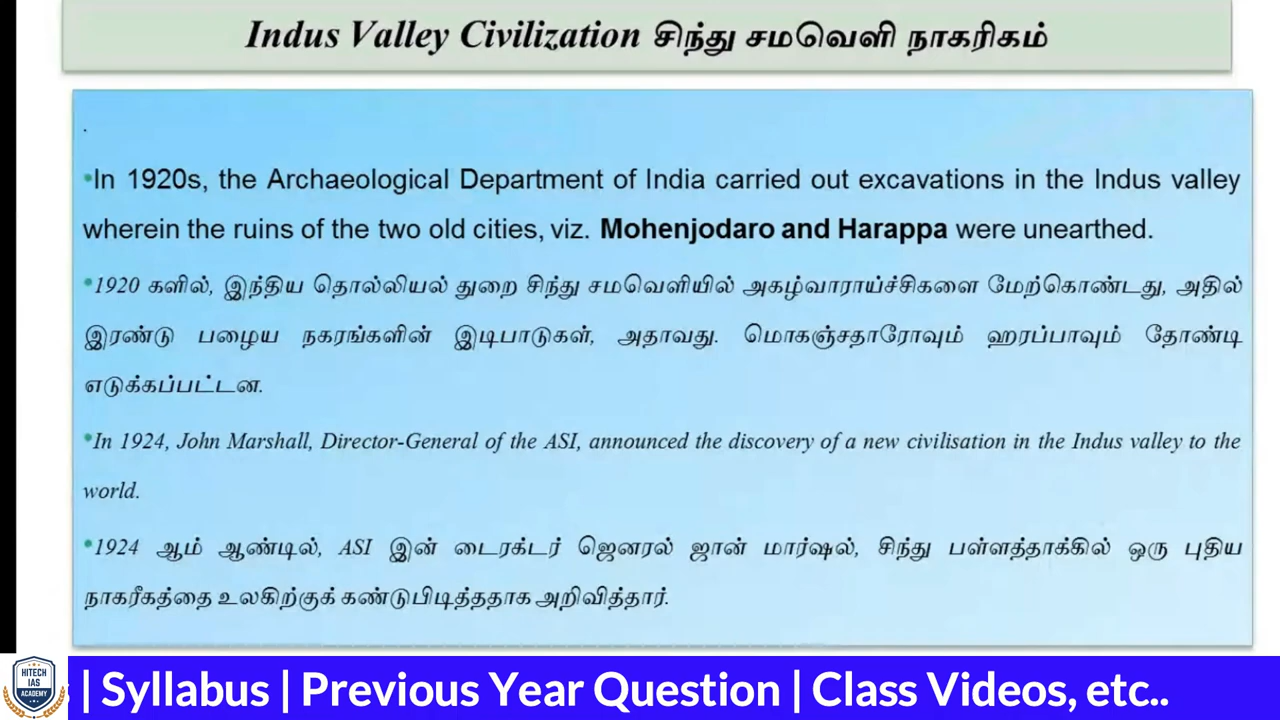 Indus Valley Civilization சிந்து சமவெளி நாகரிகம்
.
•In 1920s, the Archaeological Department of India carried out excavations in the Indus valley
wherein the ruins of the two old cities, viz. Mohenjodaro and Harappa were unearthed.
•1920 களில், இந்திய தொல்லியல் துறை சிந்து சமவெளியில் அகழ்வாராய்ச்சிகளை மேற்கொண்டது, அதில்
இரண்டு பழைய நகரங்களின் இடிபாடுகள், அதாவது. மொகஞ்சதாரோவும் ஹரப்பாவும் தோண்டி
எடுக்கப்பட்டன.
•In 1924, John Marshall, Director-General of the ASI, announced the discovery of a new civilisation in the Indus valley to the
world.
•1924 ஆம் ஆண்டில், ASI இன் டைரக்டர் ஜெனரல் ஜான் மார்ஷல், சிந்து பள்ளத்தாக்கில் ஒரு புதிய
நாகரீகத்தை உலகிற்குக் கண்டுபிடித்ததாக அறிவித்தார்.
HITECH
IAS
ACADEMY
| Syllabus | Previous Year Question | Class Videos, etc..